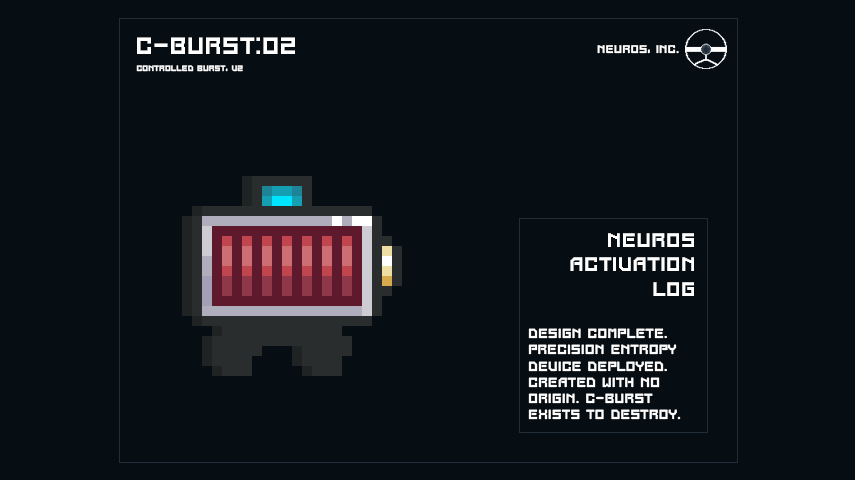 C-BURST:02
CONTROLLED BURST. V2
NEUROS, INC.
NEUROS
ACTIVATION
LOG
DESIGN COMPLETE.
PRECISION ENTROPY
DEVICE DEPLOYED.
CREATED WITH NO
ORIGIN. C-BURST
EXISTS TO DESTROY.